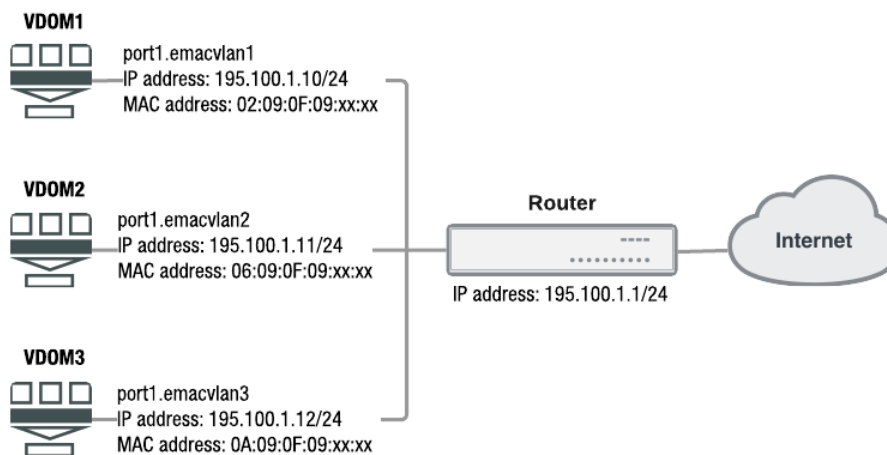 VDOM1
port1.emacvlan1
IP address: 195.100.1.10/24
MAC address: 02:09:0F:09:xx:xx
VDOM2
port1.emacvlan2
IP address: 195.100.1.11/24
MAC address: 06:09:0F:09:xx:xx
VDOM3
port1.emacvlan3
IP address: 195.100.1.12/24
MAC address: 0A:09:0F:09:xx:xx
Router
IP address: 195.100.1.1/24
Internet